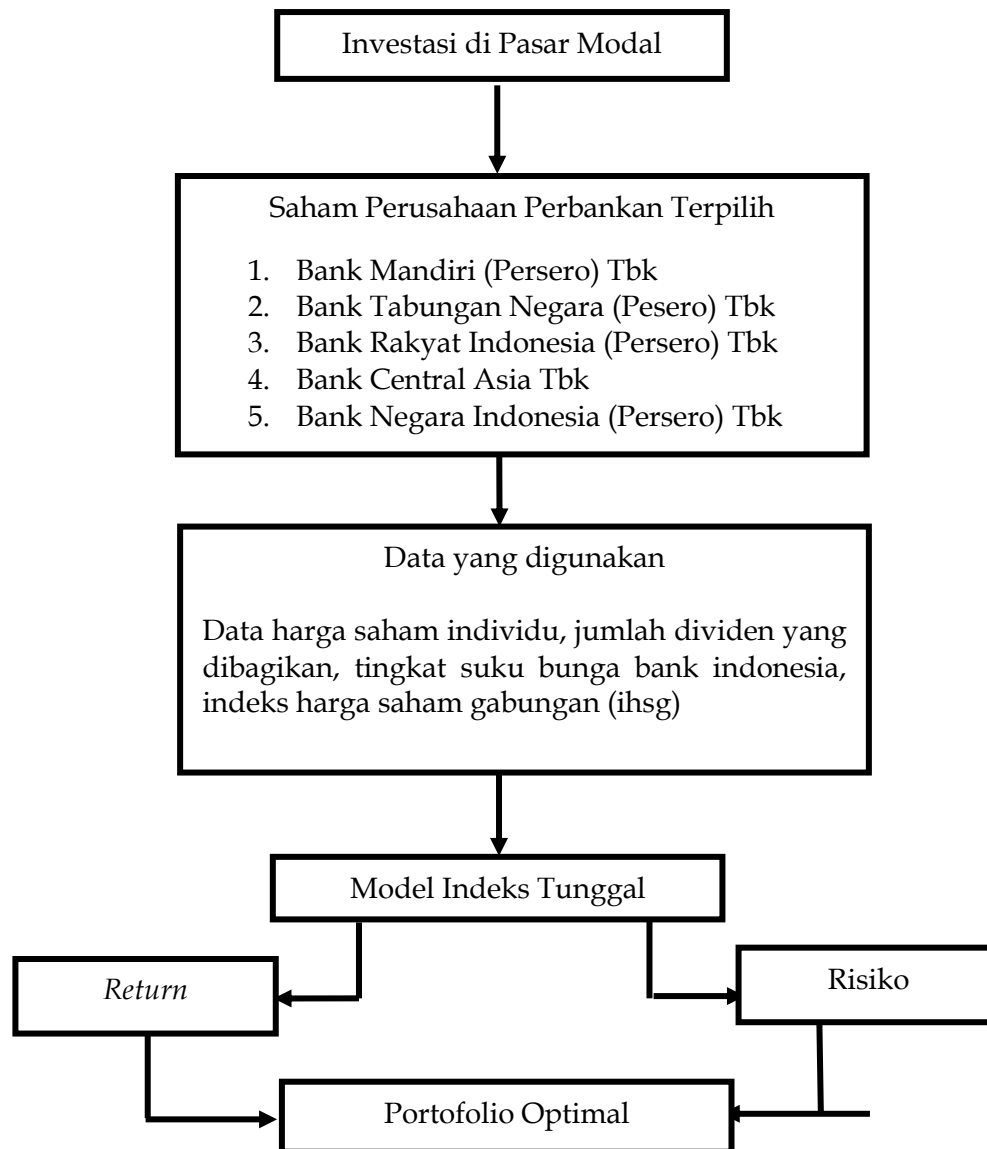 Investasi di Pasar Modal
Saham Perusahaan Perbankan Terpilih
1. Bank Mandiri (Persero) Tbk
2. Bank Tabungan Negara (Pesero) Tbk
3. Bank Rakyat Indonesia (Persero) Tbk
4. Bank Central Asia Tbk
5. Bank Negara Indonesia (Persero) Tbk
Data yang digunakan
Data harga saham individu, jumlah dividen yang
dibagikan, tingkat suku bunga bank indonesia,
indeks harga saham gabungan (ihsg)
Model Indeks Tunggal
Return
Risiko
Portofolio Optimal